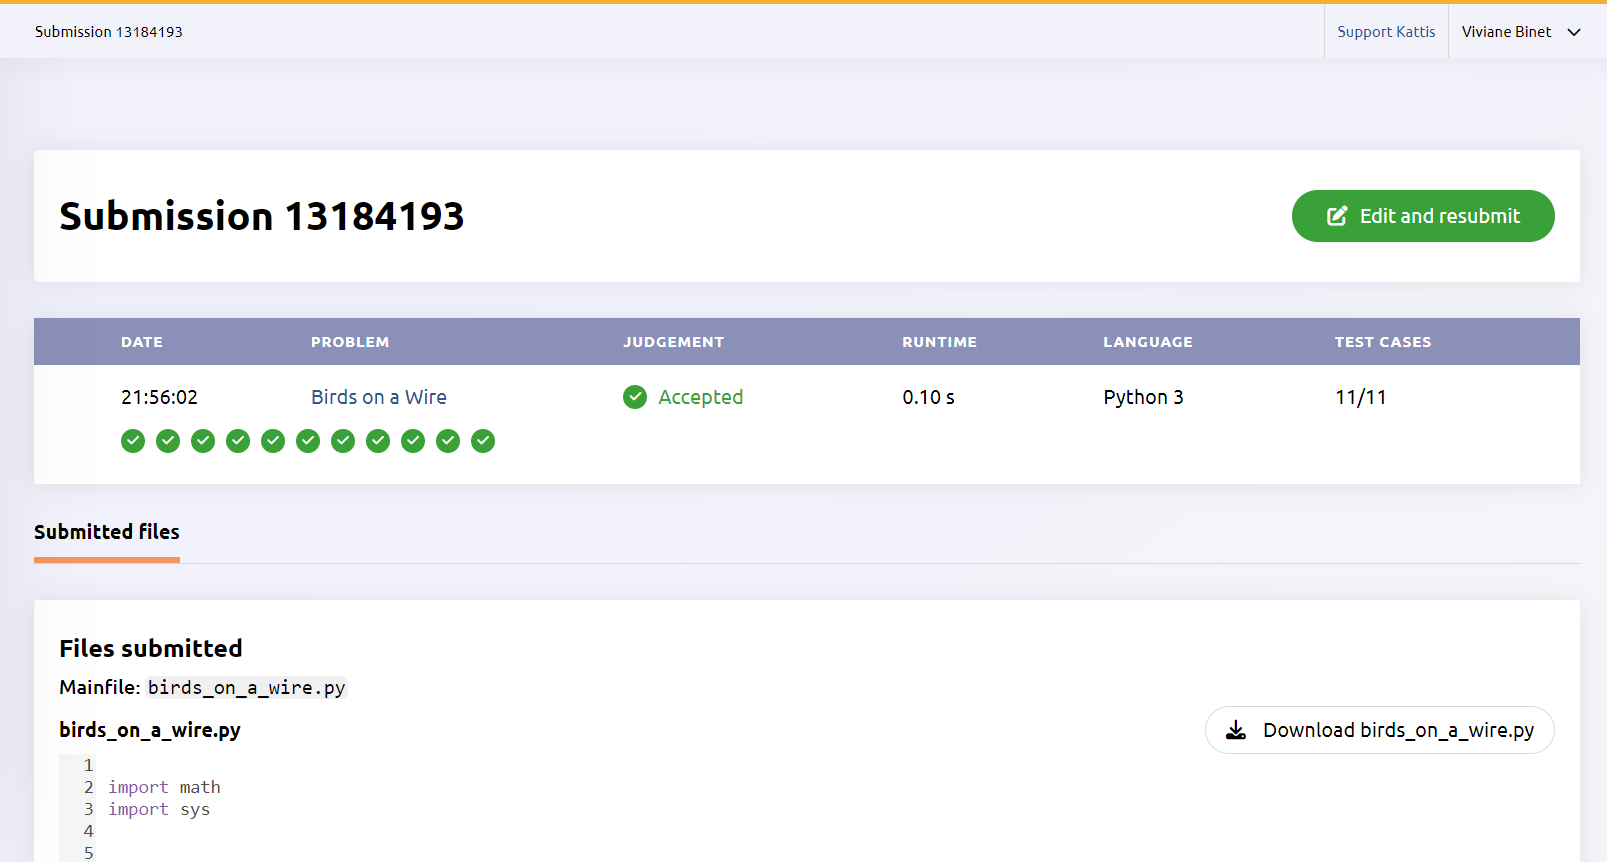 Submission 13184193
Support Kattis
Viviane Binet
Submission 13184193
Edit and resubmit
DATE PROBLEM JUDGEMENT RUNTIME LANGUAGE TEST CASES
21:56:02 Birds on a Wire Accepted 0.10 s Python 3 11/11
Submitted files
Files submitted
Mainfile: birds_on_a_wire.py
birds_on_a_wire.py
Download birds_on_a_wire.py
1
2 import math
3 import sys
4
5